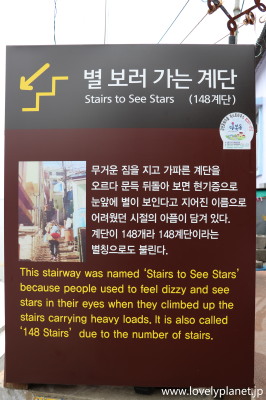 별 보러 가는 계단
Stairs to See Stars (148계단)
무거운 짐을 지고 가파른 계단을
오르다 문득 뒤돌아 보면 현기증으로
눈앞에 별이 보인다고 지어진 이름으로
어려웠던 시절의 아픔이 담겨 있다.
계단이 148개라 148계단이라는
별칭으로도 불린다.
This stairway was named ‘Stairs to See Stars’
because people used to feel dizzy and see
stars in their eyes when they climbed up the
stairs carrying heavy loads. It is also called
‘148 Stairs’ due to the number of stairs.
www.lovelyplanet.jp